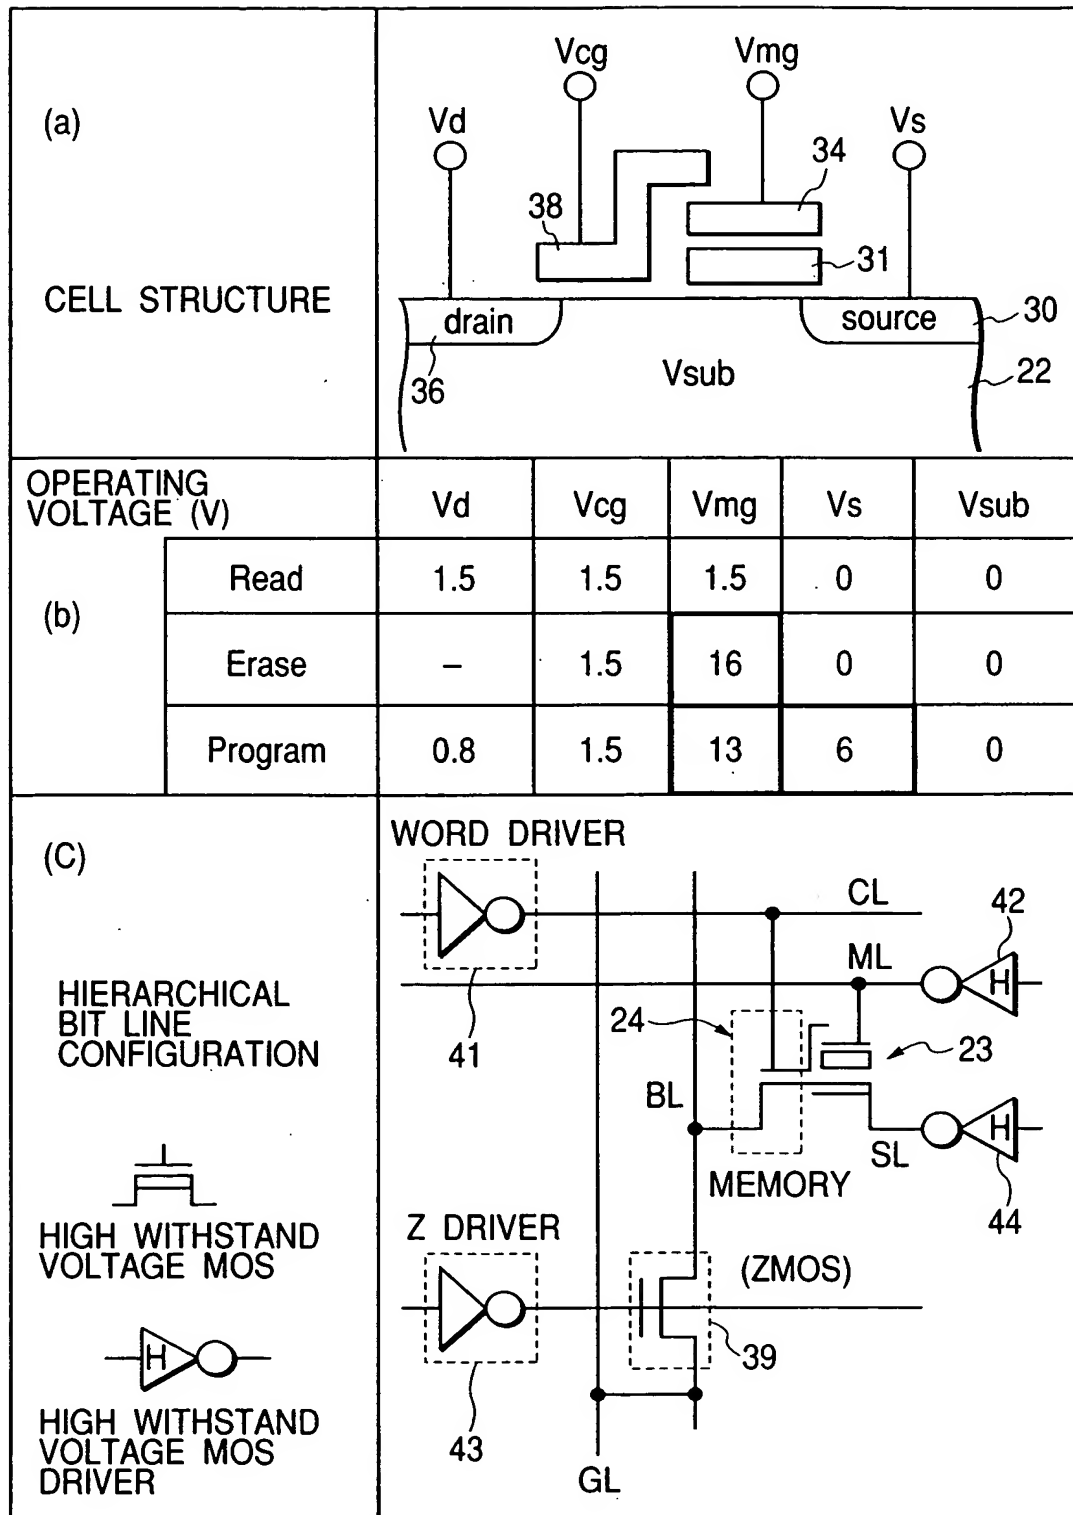 (a)
CELL STRUCTURE
Vcg
Vmg
Vd
Vs
34
38
31
drain
source
30
36
Vsub
22
OPERATING
VOLTAGE (V)
Vd Vcg Vmg Vs Vsub
(b)
Read 1.5 1.5 1.5 0 0
Erase – 1.5 16 0 0
Program 0.8 1.5 13 6 0
(C)
HIERARCHICAL
BIT LINE
CONFIGURATION
HIGH WITHSTAND
VOLTAGE MOS
H
HIGH WITHSTAND
VOLTAGE MOS
DRIVER
WORD DRIVER
CL
42
ML
H
41
24
23
BL
SL
H
MEMORY
44
Z DRIVER
(ZMOS)
39
43
GL